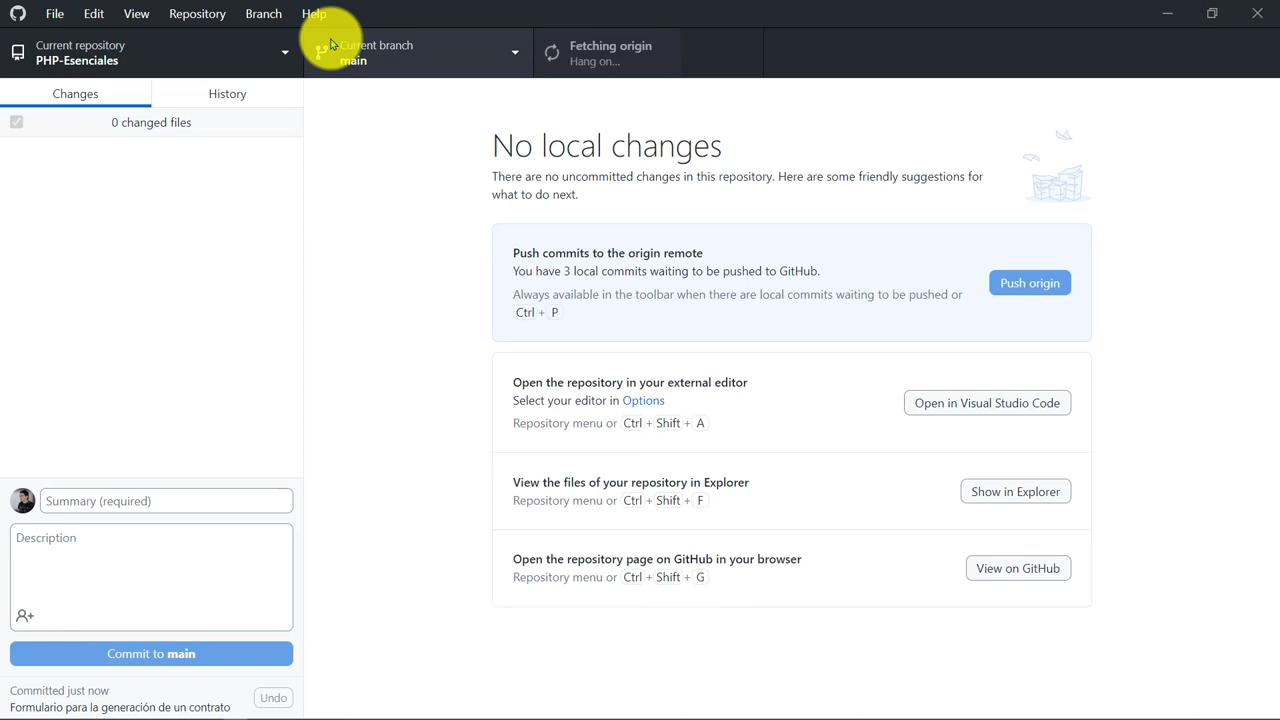 File Edit View Repository Branch Help
Current repository
PHP-Esenciales
Current branch
main
Fetching origin
Hang on...
Changes History
0 changed files
No local changes
There are no uncommitted changes in this repository. Here are some friendly suggestions for
what to do next.
Push commits to the origin remote
You have 3 local commits waiting to be pushed to GitHub.
Always available in the toolbar when there are local commits waiting to be pushed or
Ctrl + P
Push origin
Open the repository in your external editor
Select your editor in Options
Repository menu or Ctrl + Shift + A
Open in Visual Studio Code
View the files of your repository in Explorer
Repository menu or Ctrl + Shift + F
Show in Explorer
Open the repository page on GitHub in your browser
Repository menu or Ctrl + Shift + G
View on GitHub
Summary (required)
Description
Commit to main
Committed just now
Formulario para la generación de un contrato
Undo